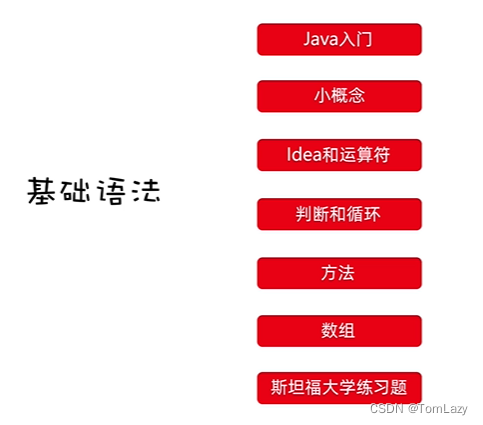 基础语法
Java入门
小概念
Idea和运算符
判断和循环
方法
数组
斯坦福大学练习题
CSDN @TomLazy